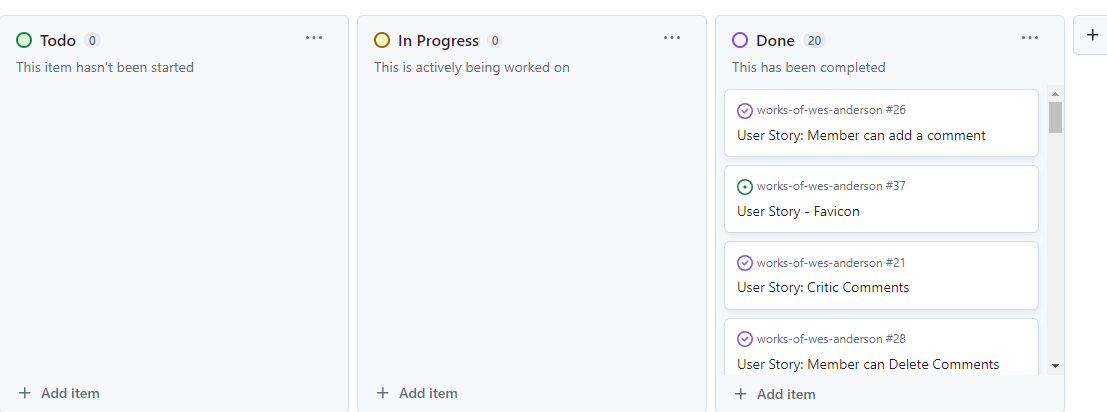 Todo 0
This item hasn't been started
+ Add item
In Progress 0
This is actively being worked on
+ Add item
Done 20
This has been completed
works-of-wes-anderson #26
User Story: Member can add a comment
works-of-wes-anderson #37
User Story - Favicon
works-of-wes-anderson #21
User Story: Critic Comments
works-of-wes-anderson #28
User Story: Member can Delete Comments
+ Add item
+